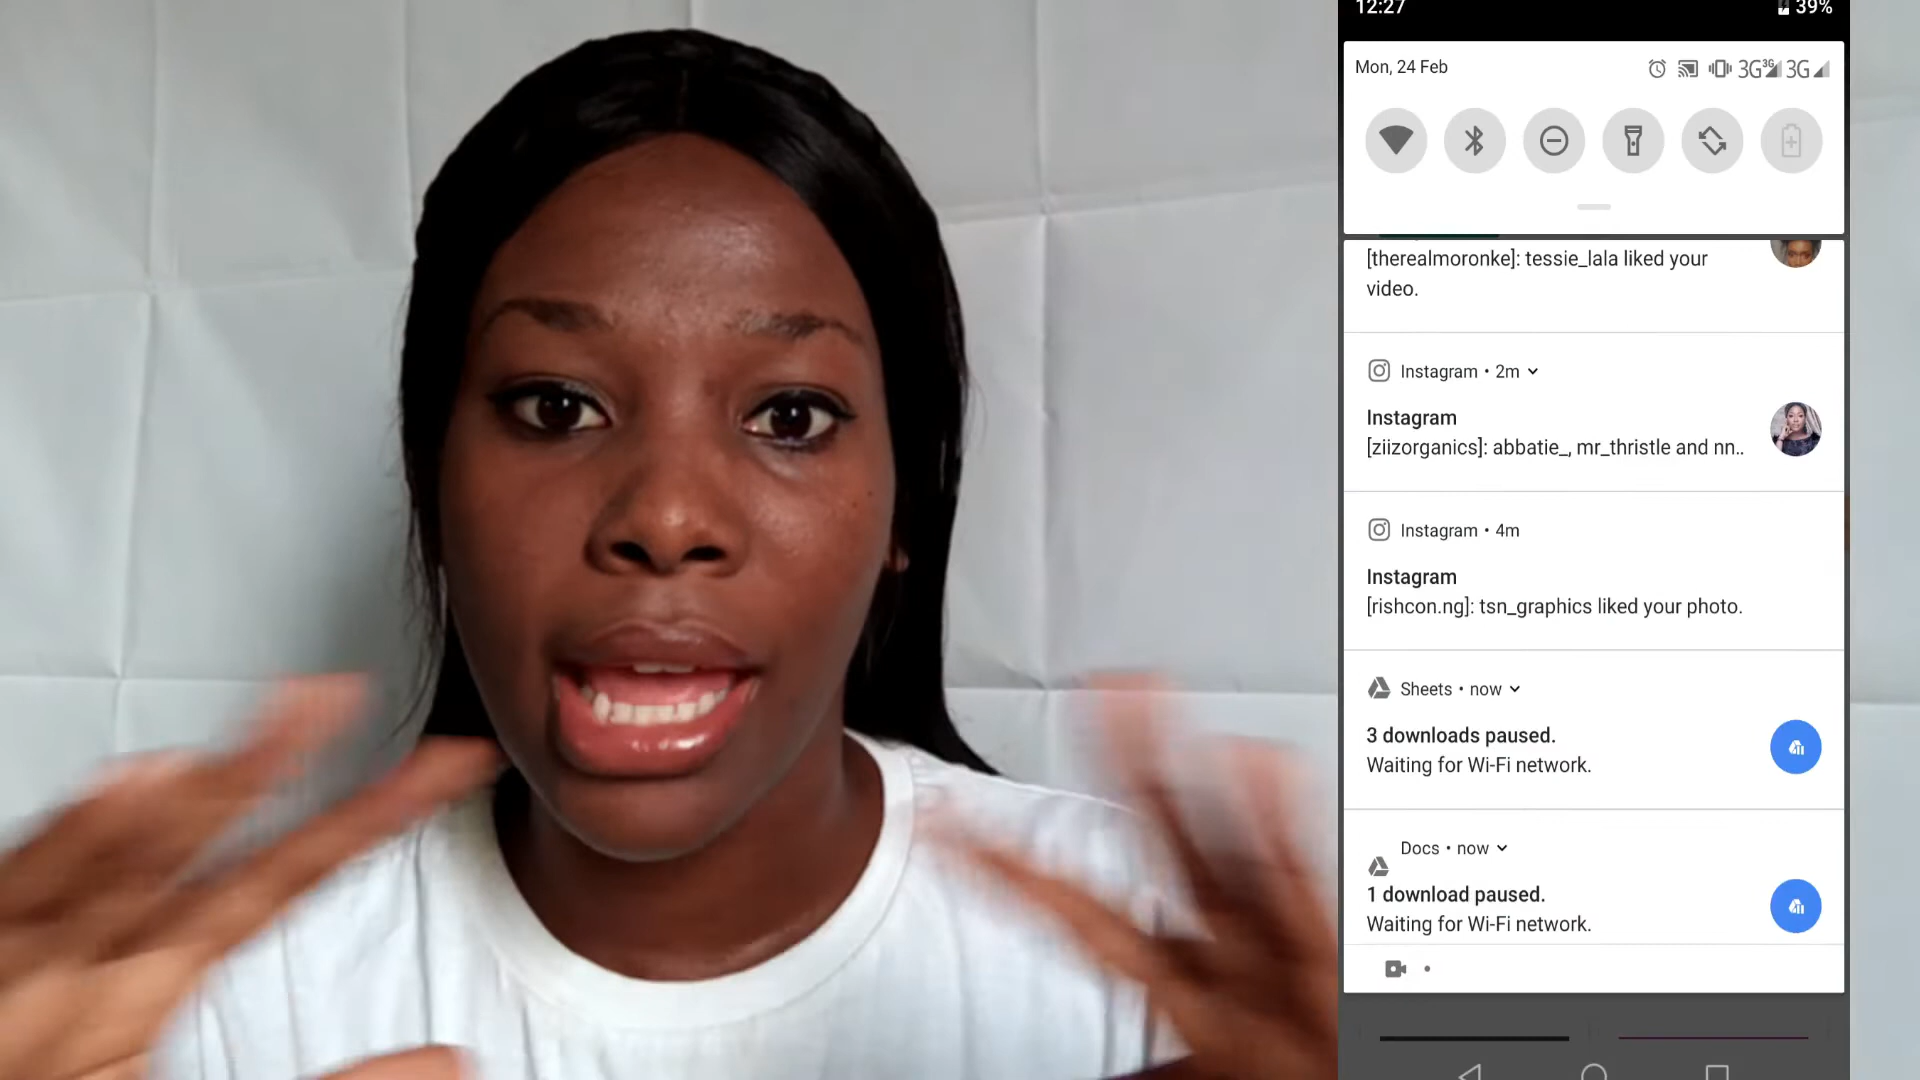 12:27
39%
Mon, 24 Feb
3G 3G 3G
[therealmoronke]: tessie_lala liked your
video.
Instagram • 2m
Instagram
[ziizorganics]: abbatie_, mr_thristle and nn..
Instagram • 4m
Instagram
[rishcon.ng]: tsn_graphics liked your photo.
Sheets • now
3 downloads paused.
Waiting for Wi-Fi network.
Docs • now
1 download paused.
Waiting for Wi-Fi network.